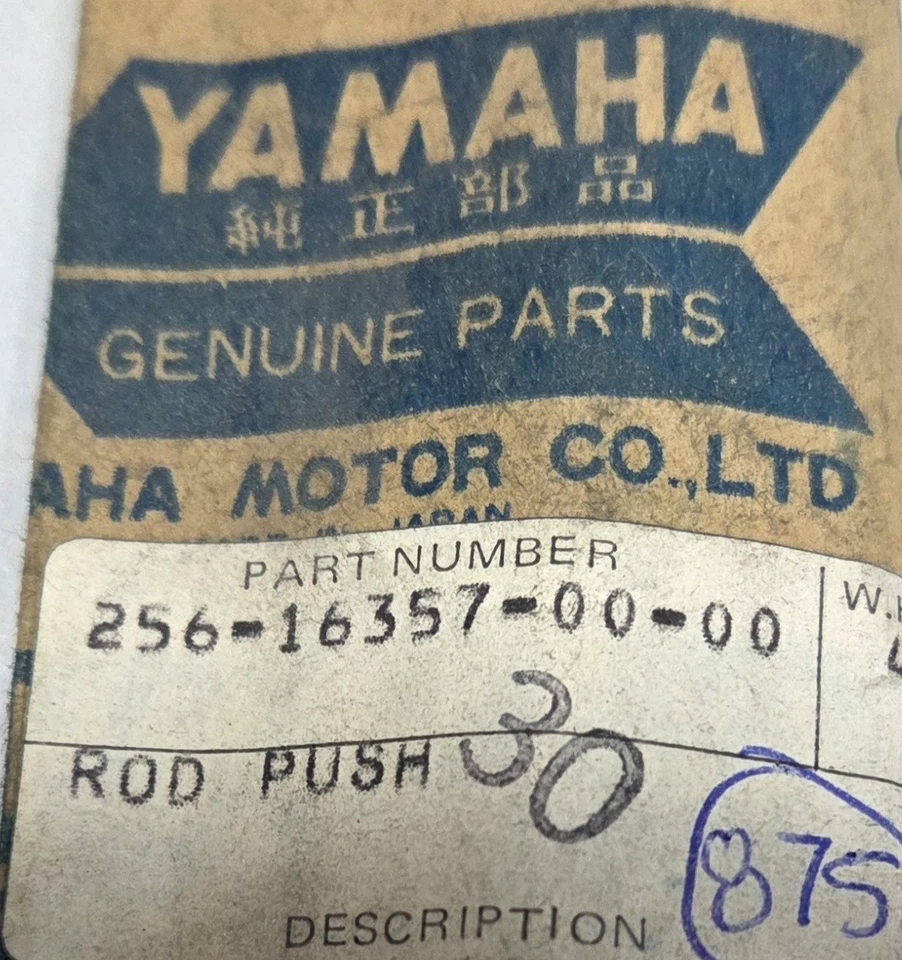 YAMAHA
純正部品
GENUINE PARTS
AHA MOTOR CO.,LTD
JAPAN
PART NUMBER
W.
256-16357-00-00
30
ROD PUSH
875
DESCRIPTION